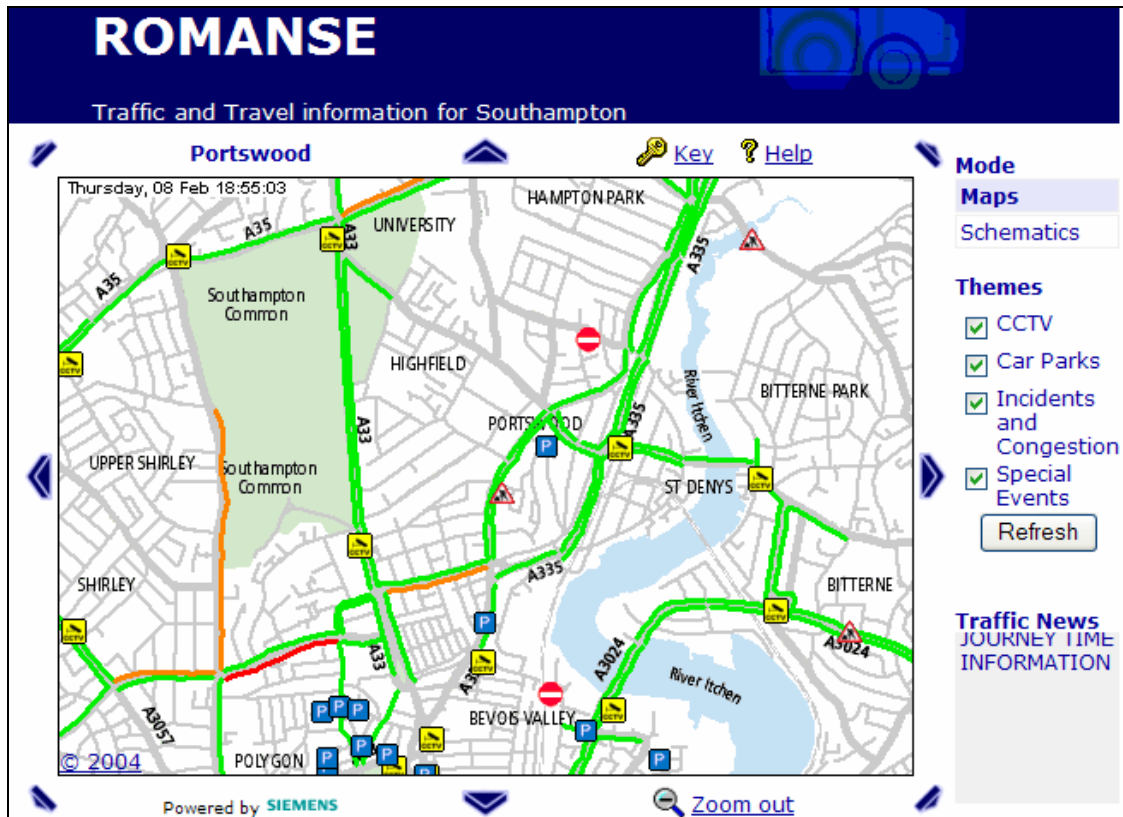 ROMANSE
Traffic and Travel information for Southampton
Portswood
Key
? Help
Thursday, 08 Feb 18:55:03
HAMPTON PARK
UNIVERSITY
A33
A35
A335
A35
Southampton
Common
CCTV
HIGHFIELD
River Itchen
BITTERNE PARK
A33
PORTSWOOD
A335
P
UPPER SHIRLEY
Southampton
Common
ST DENYS
A335
SHIRLEY
BITTERNE
A3024
A33
A3024
River Itchen
BEVOIS VALLEY
A3057
POLYGON
© 2004
Powered by SIEMENS
Zoom out
Mode
Maps
Schematics
Themes
CCTV
Car Parks
Incidents
and
Congestion
Special
Events
Refresh
Traffic News
JOURNEY TIME
INFORMATION